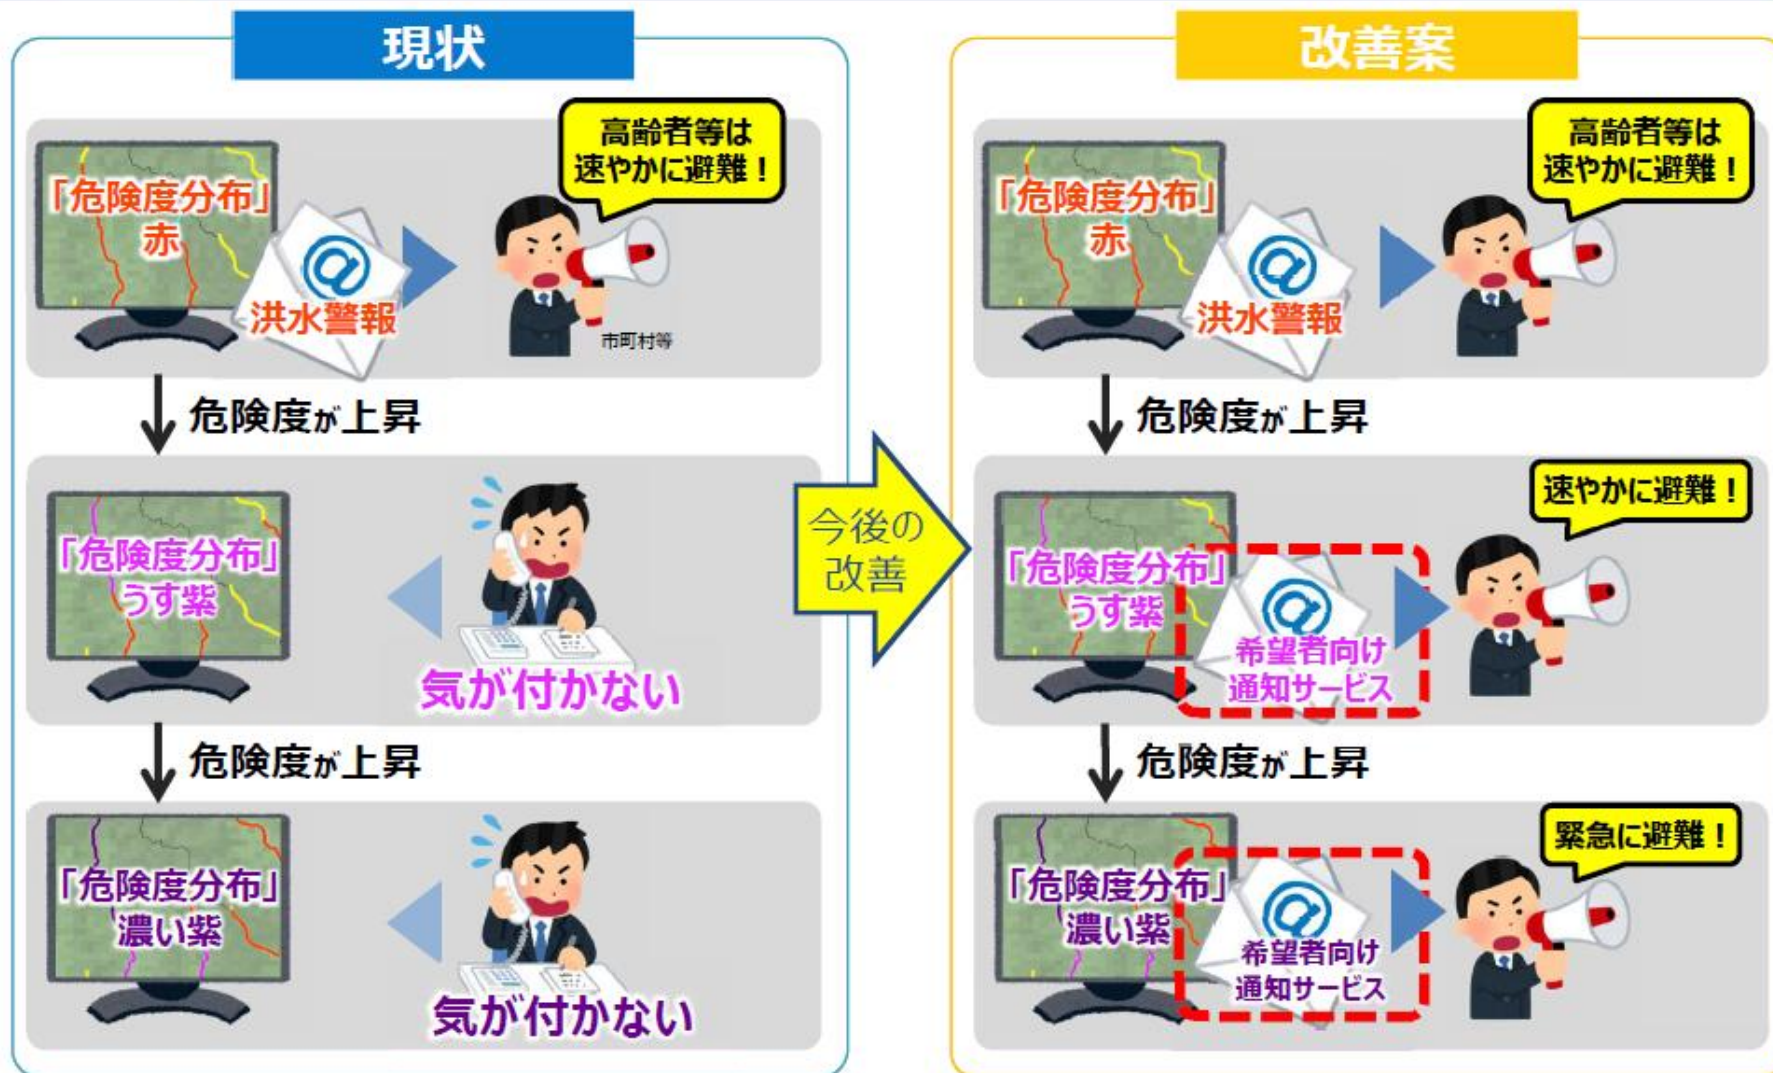 現状
高齢者等は
速やかに避難！
「危険度分布」
赤
@
洪水警報
市町村等
危険度が上昇
「危険度分布」
うす紫
気が付かない
危険度が上昇
「危険度分布」
濃い紫
気が付かない
今後の
改善
改善案
高齢者等は
速やかに避難！
「危険度分布」
赤
@
洪水警報
危険度が上昇
速やかに避難！
「危険度分布」
うす紫
@
希望者向け
通知サービス
危険度が上昇
緊急に避難！
「危険度分布」
濃い紫
@
希望者向け
通知サービス